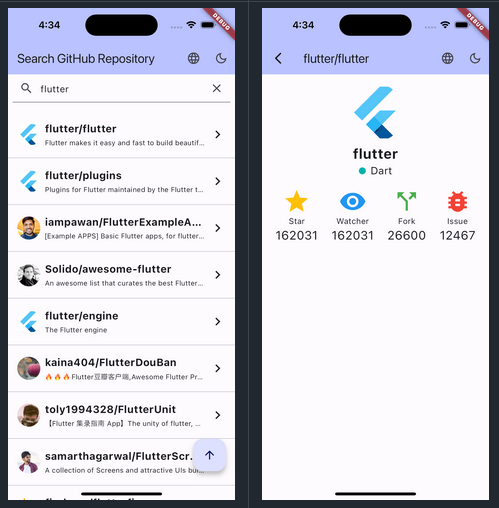 4:34
DEBUG
Search GitHub Repository
flutter
flutter/flutter
Flutter makes it easy and fast to build beautif...
flutter/plugins
Plugins for Flutter maintained by the Flutter t...
iampawan/FlutterExampleA...
[Example APPS] Basic Flutter apps, for flutter...
Solido/awesome-flutter
An awesome list that curates the best Flutter...
flutter/engine
The Flutter engine
kaina404/FlutterDouBan
🔥🔥🔥Flutter豆瓣客户端,Awesome Flutter Pr...
toly1994328/FlutterUnit
【Flutter 集录指南 App】The unity of flutter, ...
samarthagarwal/FlutterScr...
A collection of Screens and attractive UIs bu...
4:34
DEBUG
flutter/flutter
flutter
Dart
Star Watcher Fork Issue
162031 162031 26600 12467